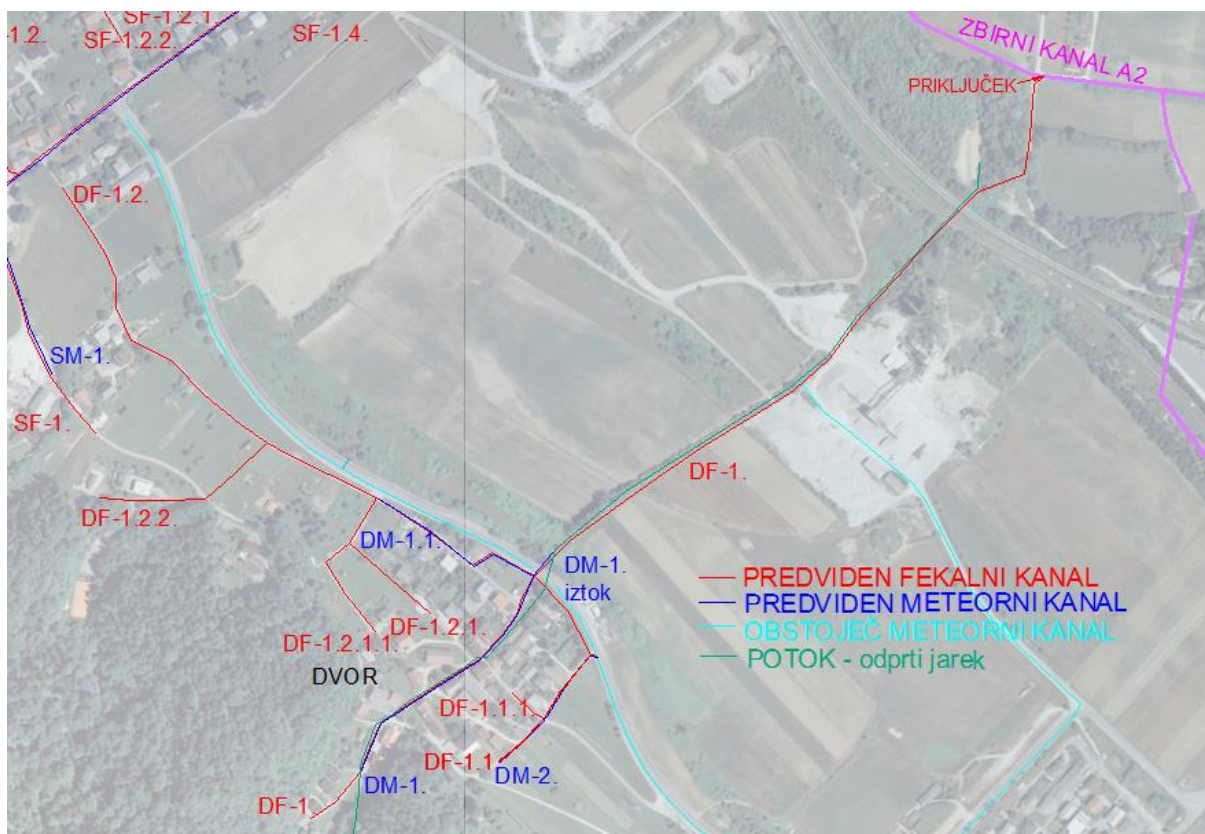 SF-1.2.1.
1.2.
SF-1.2.2.
SF-1.4.
ZBIRNI KANAL A2
PRIKLJUČEK
DF-1.2.
SM-1.
SF-1.
DF-1.
DF-1.2.2.
DM-1.1.
DM-1.
iztok
PREDVIDEN FEKALNI KANAL
PREDVIDEN METEORNI KANAL
OBSTOJEČ METEORNI KANAL
POTOK - odprti jarek
DF-1.2.1.
DF-1.2.1.1.
DVOR
DF-1.1.1.
DF-1.1
DM-2.
DM-1.
DF-1.